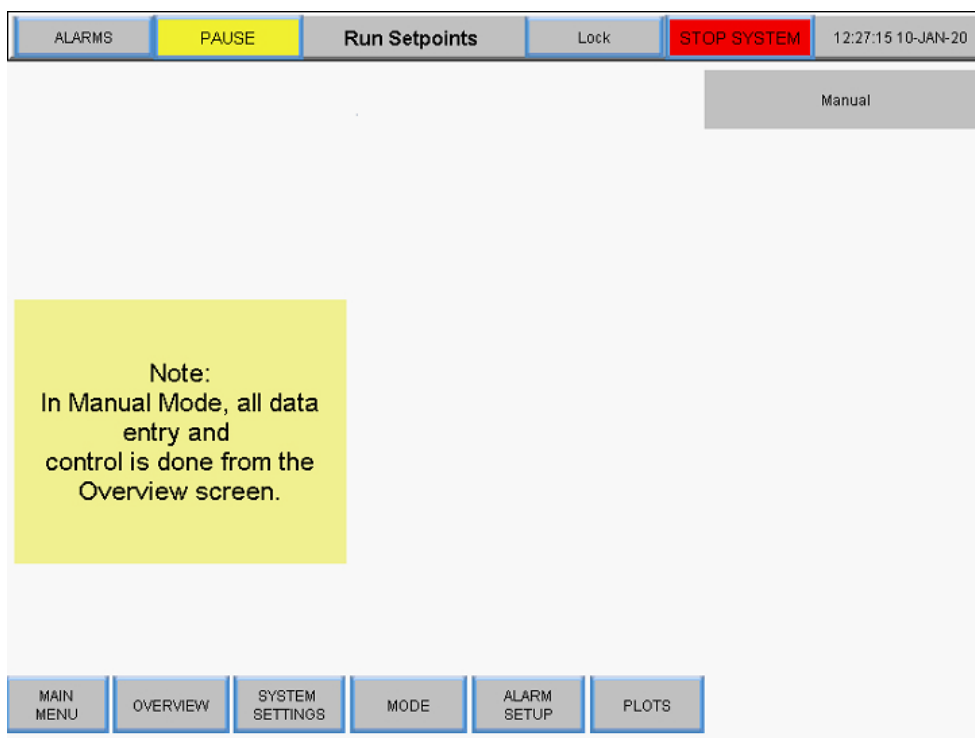 ALARMS
PAUSE
Run Setpoints
Lock
STOP SYSTEM
12:27:15 10-JAN-20
Manual
Note:
In Manual Mode, all data
entry and
control is done from the
Overview screen.
MAIN
MENU
OVERVIEW
SYSTEM
SETTINGS
MODE
ALARM
SETUP
PLOTS